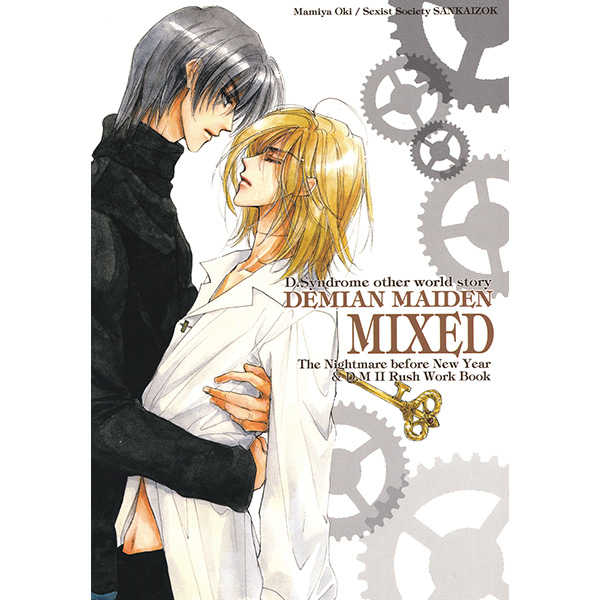 Mamiya Oki / Sexist Society SANKAIZOK
D.Syndrome other world story
DEMIAN MAIDEN
MIXED
The Nightmare before New Year
& D.M II Rush Work Book